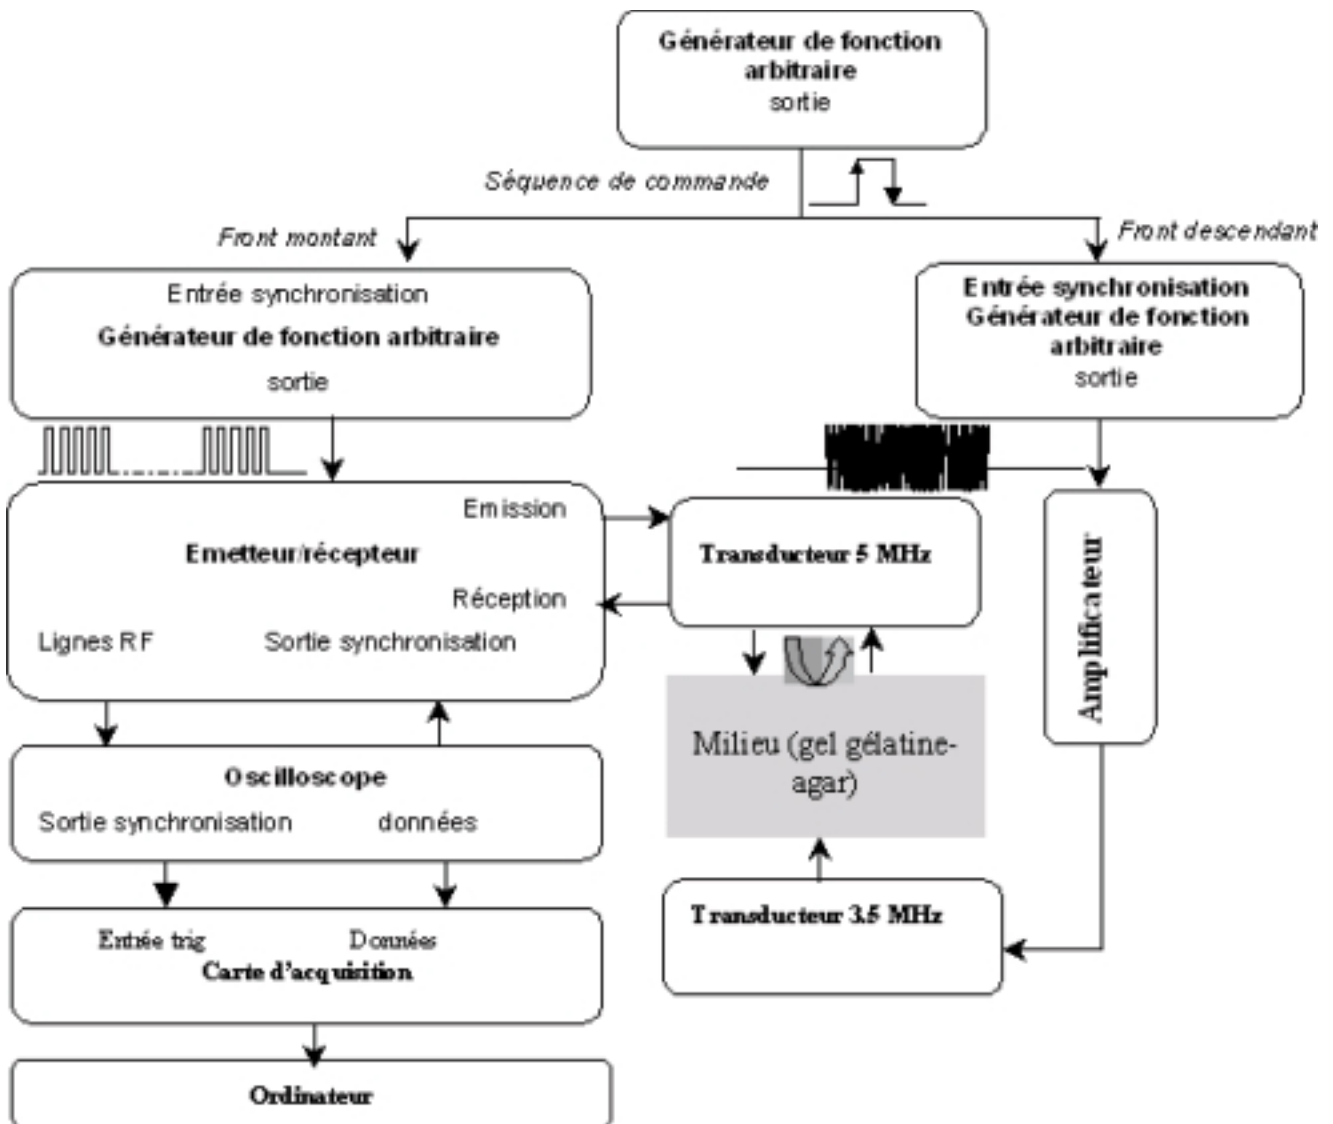 Générateur de fonction
arbitraire
sortie
Séquence de commande
Front montant
Front descendant
Entrée synchronisation
Générateur de fonction arbitraire
sortie
Entrée synchronisation
Générateur de fonction
arbitraire
sortie
Emission
Emetteur/récepteur
Réception
Lignes RF
Sortie synchronisation
Transducteur 5 MHz
Amplificateur
Milieu (gel gélatine-
agar)
Oscilloscope
Sortie synchronisation
données
Transducteur 3.5 MHz
Entrée trig
Données
Carte d'acquisition
Ordinateur